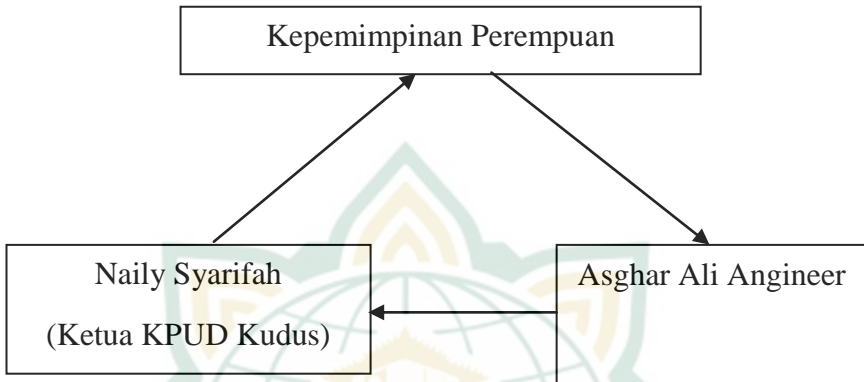 Kepemimpinan Perempuan
Naily Syarifah
(Ketua KPUD Kudus)
Asghar Ali Angineer